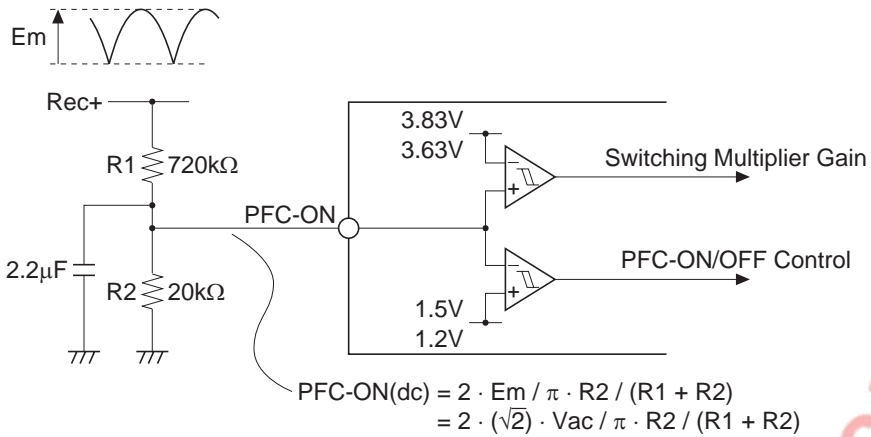 Em
Rec+
R1 720kΩ
2.2μF
R2 20kΩ
PFC-ON
3.83V
3.63V
Switching Multiplier Gain
PFC-ON/OFF Control
1.5V
1.2V
− +
− +
PFC-ON(dc) = 2 · Em / π · R2 / (R1 + R2)
= 2 · (√2) · Vac / π · R2 / (R1 + R2)